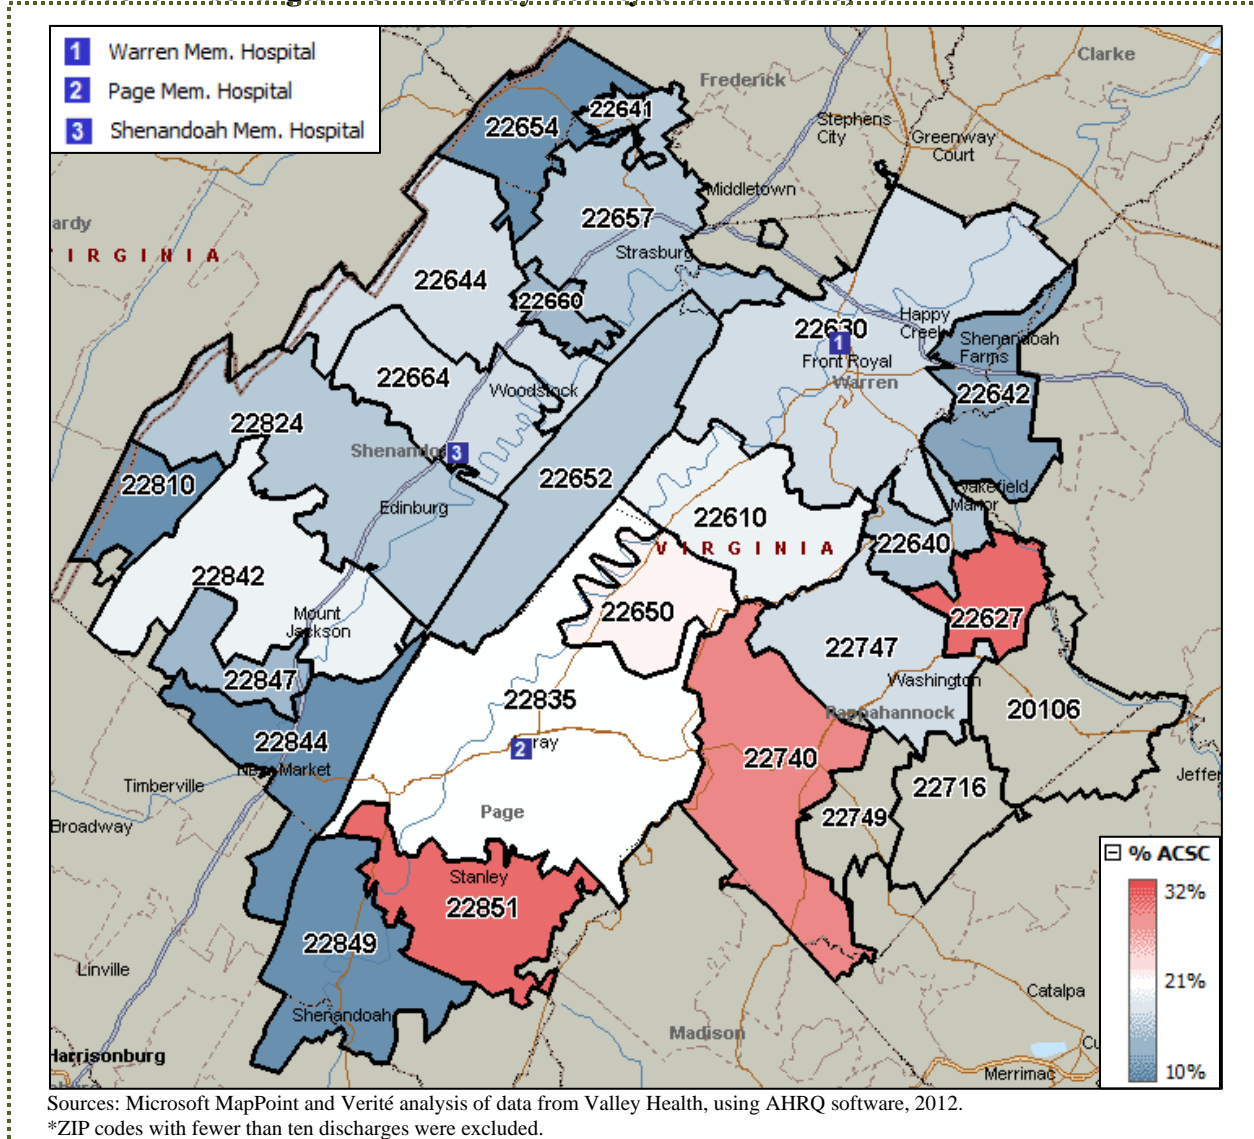 1 Warren Mem. Hospital
2 Page Mem. Hospital
3 Shenandoah Mem. Hospital
Clarke
Frederick
22641
22654
Stephens
City
Greenway
Court
Middletown
22657
ardy
Strasburg
IRGINIA
22644
22660
Happy
Creek
22630
1
Shenandoah
Farms
Front Royal
Warren
22664
Woodstock
22642
22824
Shenando
3
22652
22810
Edinburg
Manor
22610
VIRGINIA
22640
22842
22650
22627
Mount
Jackson
22747
22847
Washington
22835
20106
Rappahannock
22844
2
ray
22740
New Market
Timberville
Jeffer
22716
Page
22749
Broadway
% ACSC
Stanley
32%
22851
22849
Linville
21%
Catalpa
Shenandoah
Madison
Harrisonburg
10%
Merrimac
Sources: Microsoft MapPoint and Verité analysis of data from Valley Health, using AHRQ software, 2012.
*ZIP codes with fewer than ten discharges were excluded.